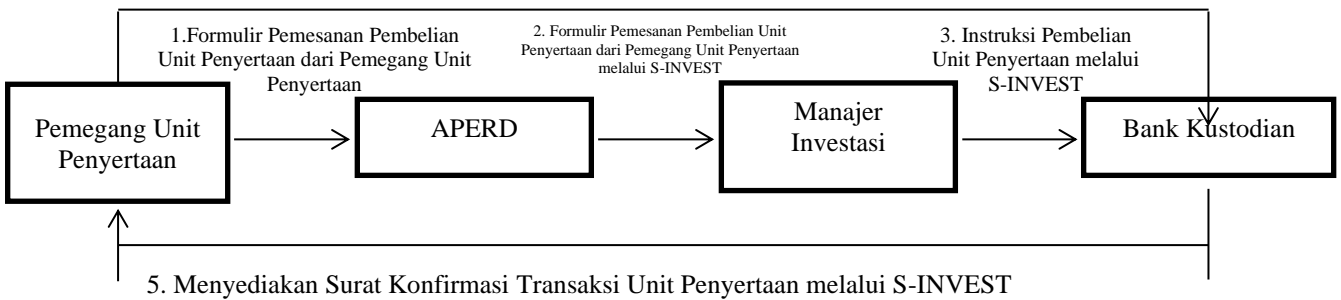 1.Formulir Pemesanan Pembelian
Unit Penyertaan dari Pemegang Unit
Penyertaan
2. Formulir Pemesanan Pembelian Unit
Penyertaan dari Pemegang Unit Penyertaan
melalui S-INVEST
3. Instruksi Pembelian
Unit Penyertaan melalui
S-INVEST
Pemegang Unit
Penyertaan
APERD
Manajer
Investasi
Bank Kustodian
5. Menyediakan Surat Konfirmasi Transaksi Unit Penyertaan melalui S-INVEST